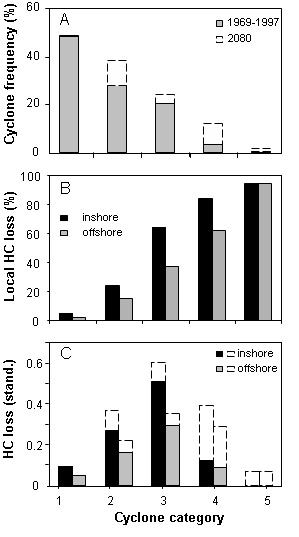 60
40
20
0
Cyclone frequency (%)
A
1969-1997
2080
100
80
60
40
20
0
Local HC loss (%)
B
inshore
offshore
0.6
0.4
0.2
0
HC loss (stand.)
C
inshore
offshore
1 2 3 4 5
Cyclone category